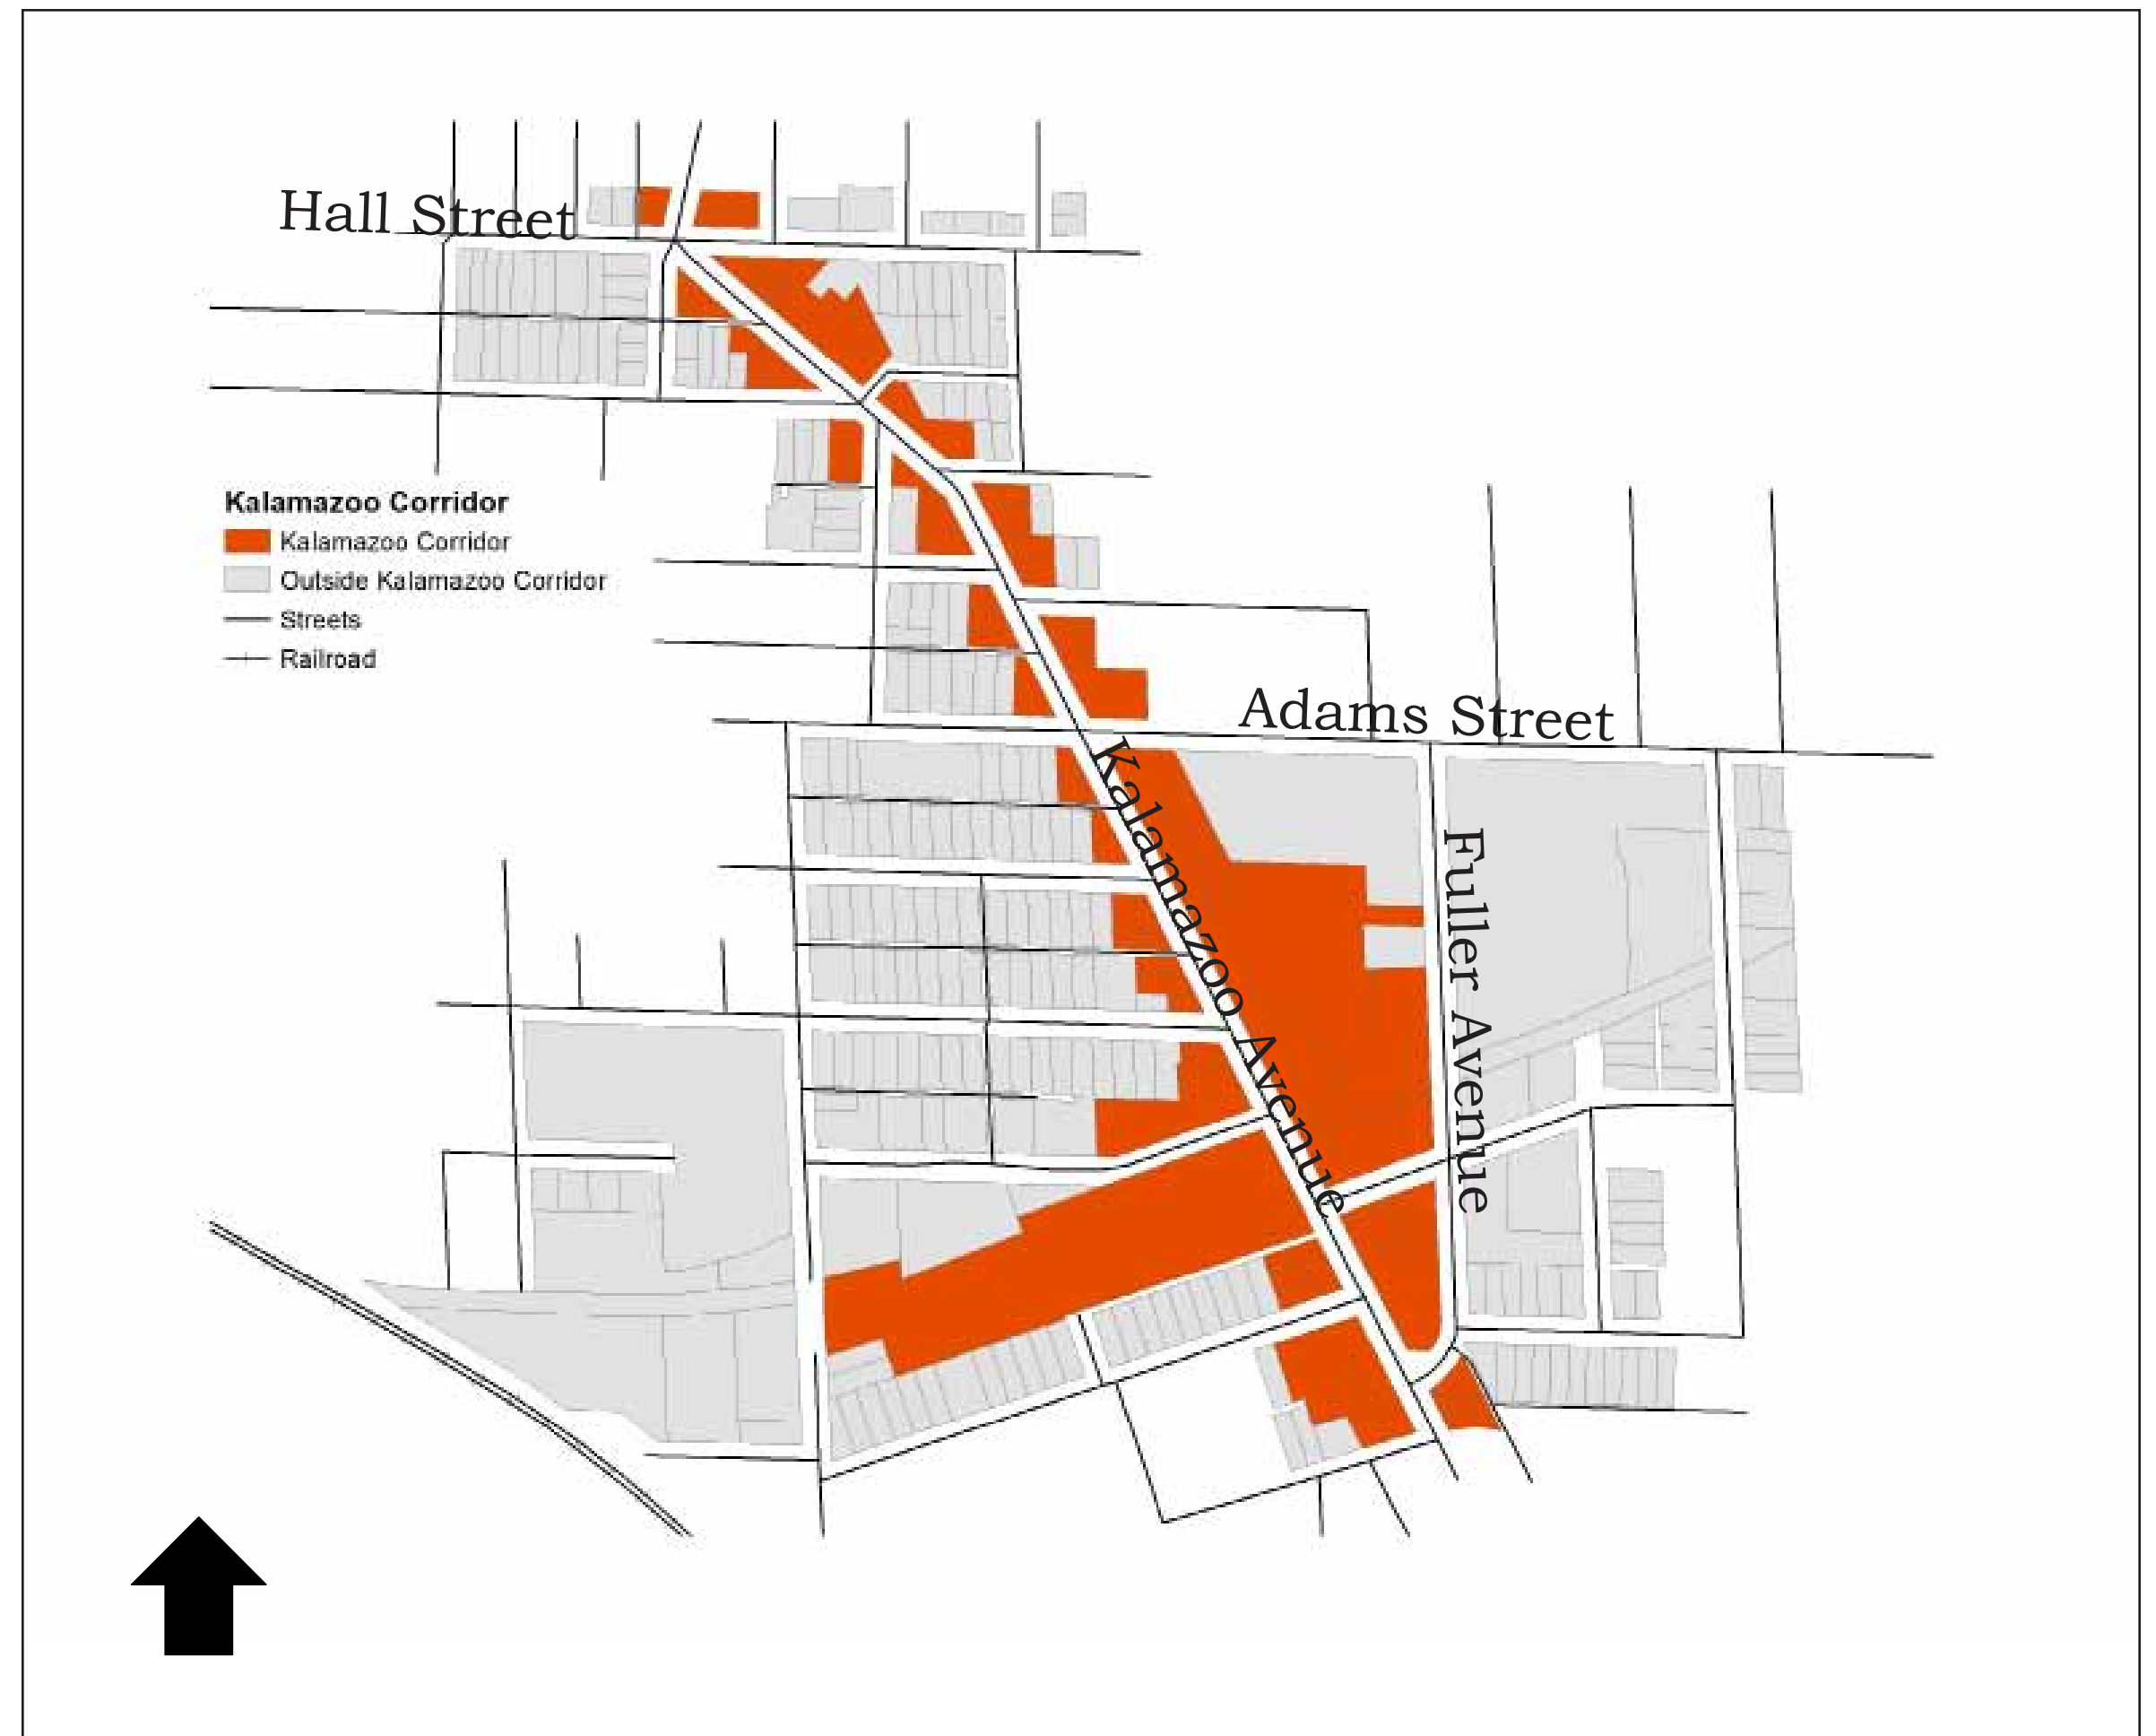 Hall Street
Kalamazoo Corridor
Kalamazoo Corridor
Outside Kalamazoo Corridor
Streets
Railroad
Adams Street
Kalamazoo Avenue
Fuller Avenue